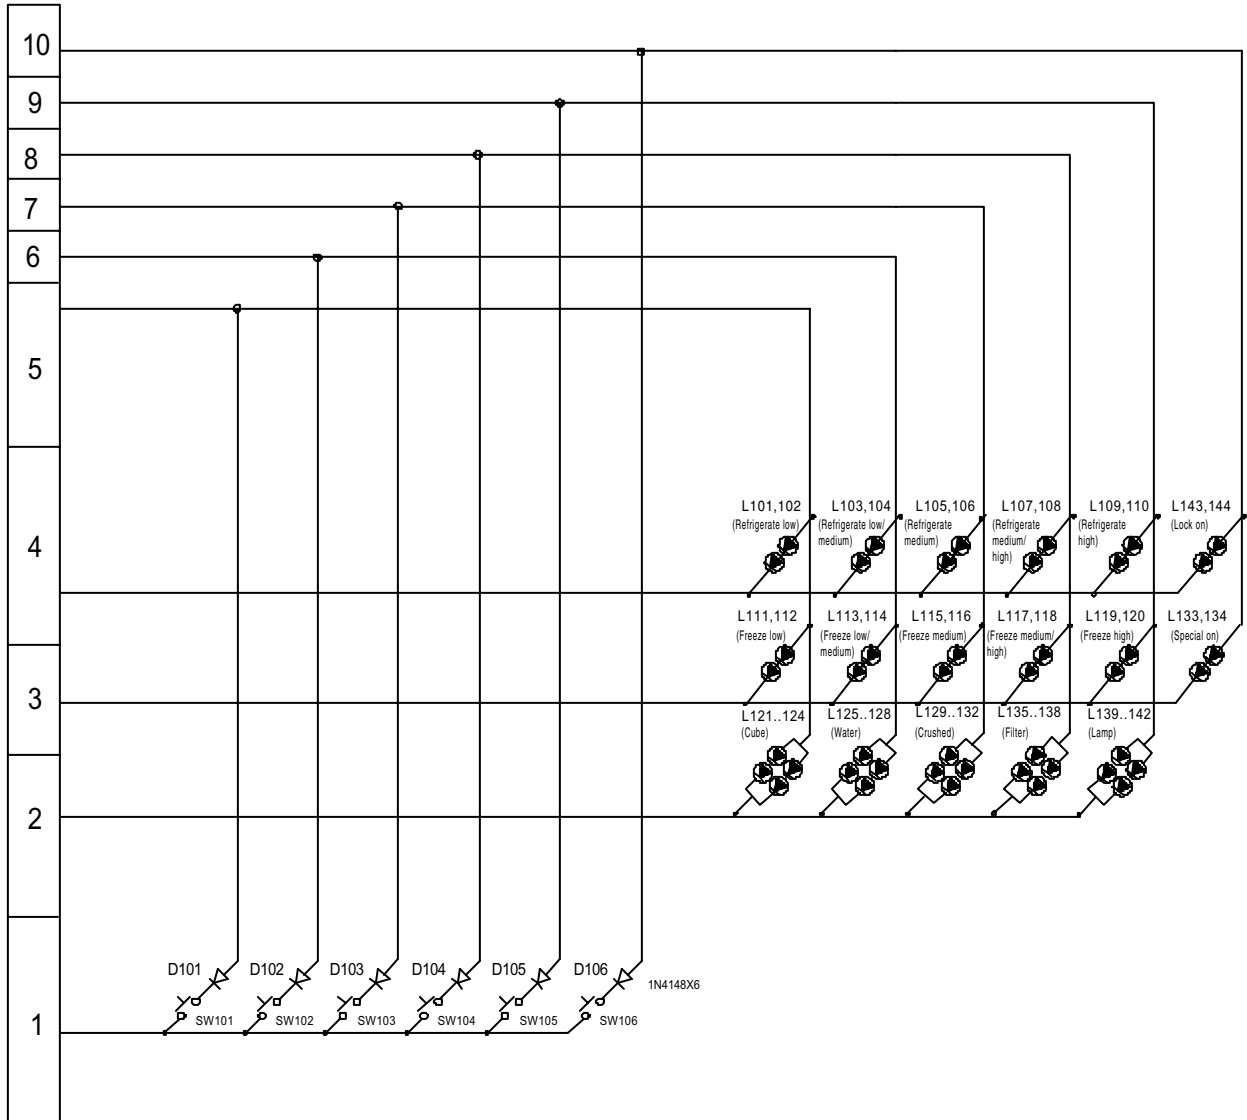 10
9
8
7
6
5
4
3
2
1
L101,102
(Refrigerate low)
L103,104
(Refrigerate low/
medium)
L105,106
(Refrigerate
medium)
L107,108
(Refrigerate
medium/
high)
L109,110
(Refrigerate
high)
L143,144
(Lock on)
L111,112
(Freeze low)
L113,114
(Freeze low/
medium)
L115,116
(Freeze medium)
L117,118
(Freeze medium/
high)
L119,120
(Freeze high)
L133,134
(Special on)
L121..124
(Cube)
L125..128
(Water)
L129..132
(Crushed)
L135..138
(Filter)
L139..142
(Lamp)
D101
D102
D103
D104
D105
D106
1N4148X6
SW101
SW102
SW103
SW104
SW105
SW106